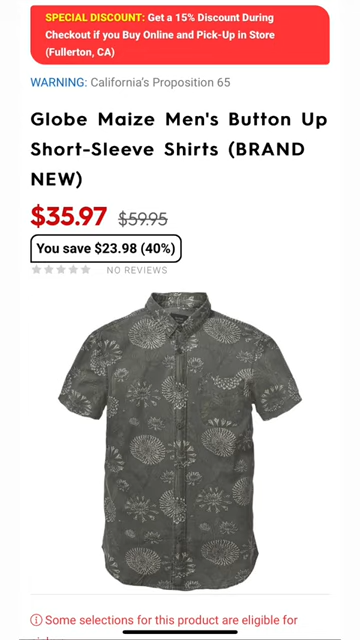 SPECIAL DISCOUNT: Get a 15% Discount During
Checkout if you Buy Online and Pick-Up in Store
(Fullerton, CA)
WARNING: California’s Proposition 65
Globe Maize Men's Button Up
Short-Sleeve Shirts (BRAND
NEW)
$35.97 $59.95
You save $23.98 (40%)
NO REVIEWS
Some selections for this product are eligible for